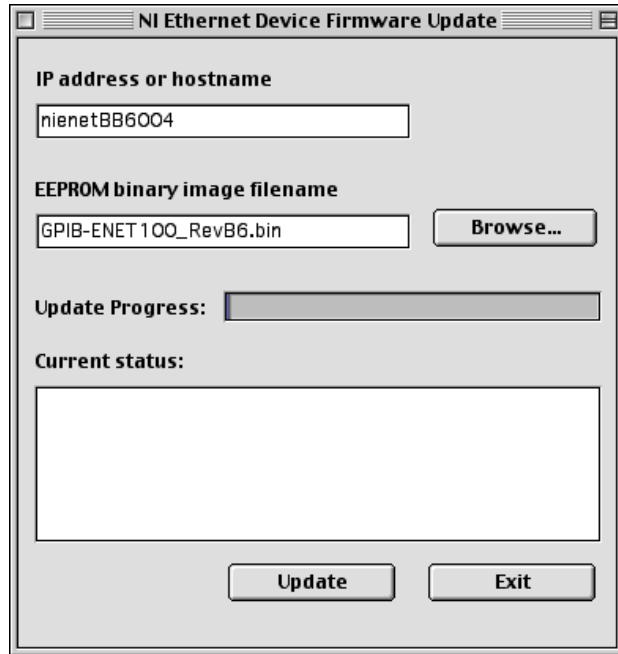 NI Ethernet Device Firmware Update
IP address or hostname
nienetBB6004
EEPROM binary image filename
GPIB-ENET100_RevB6.bin
Browse...
Update Progress:
Current status:
Update
Exit